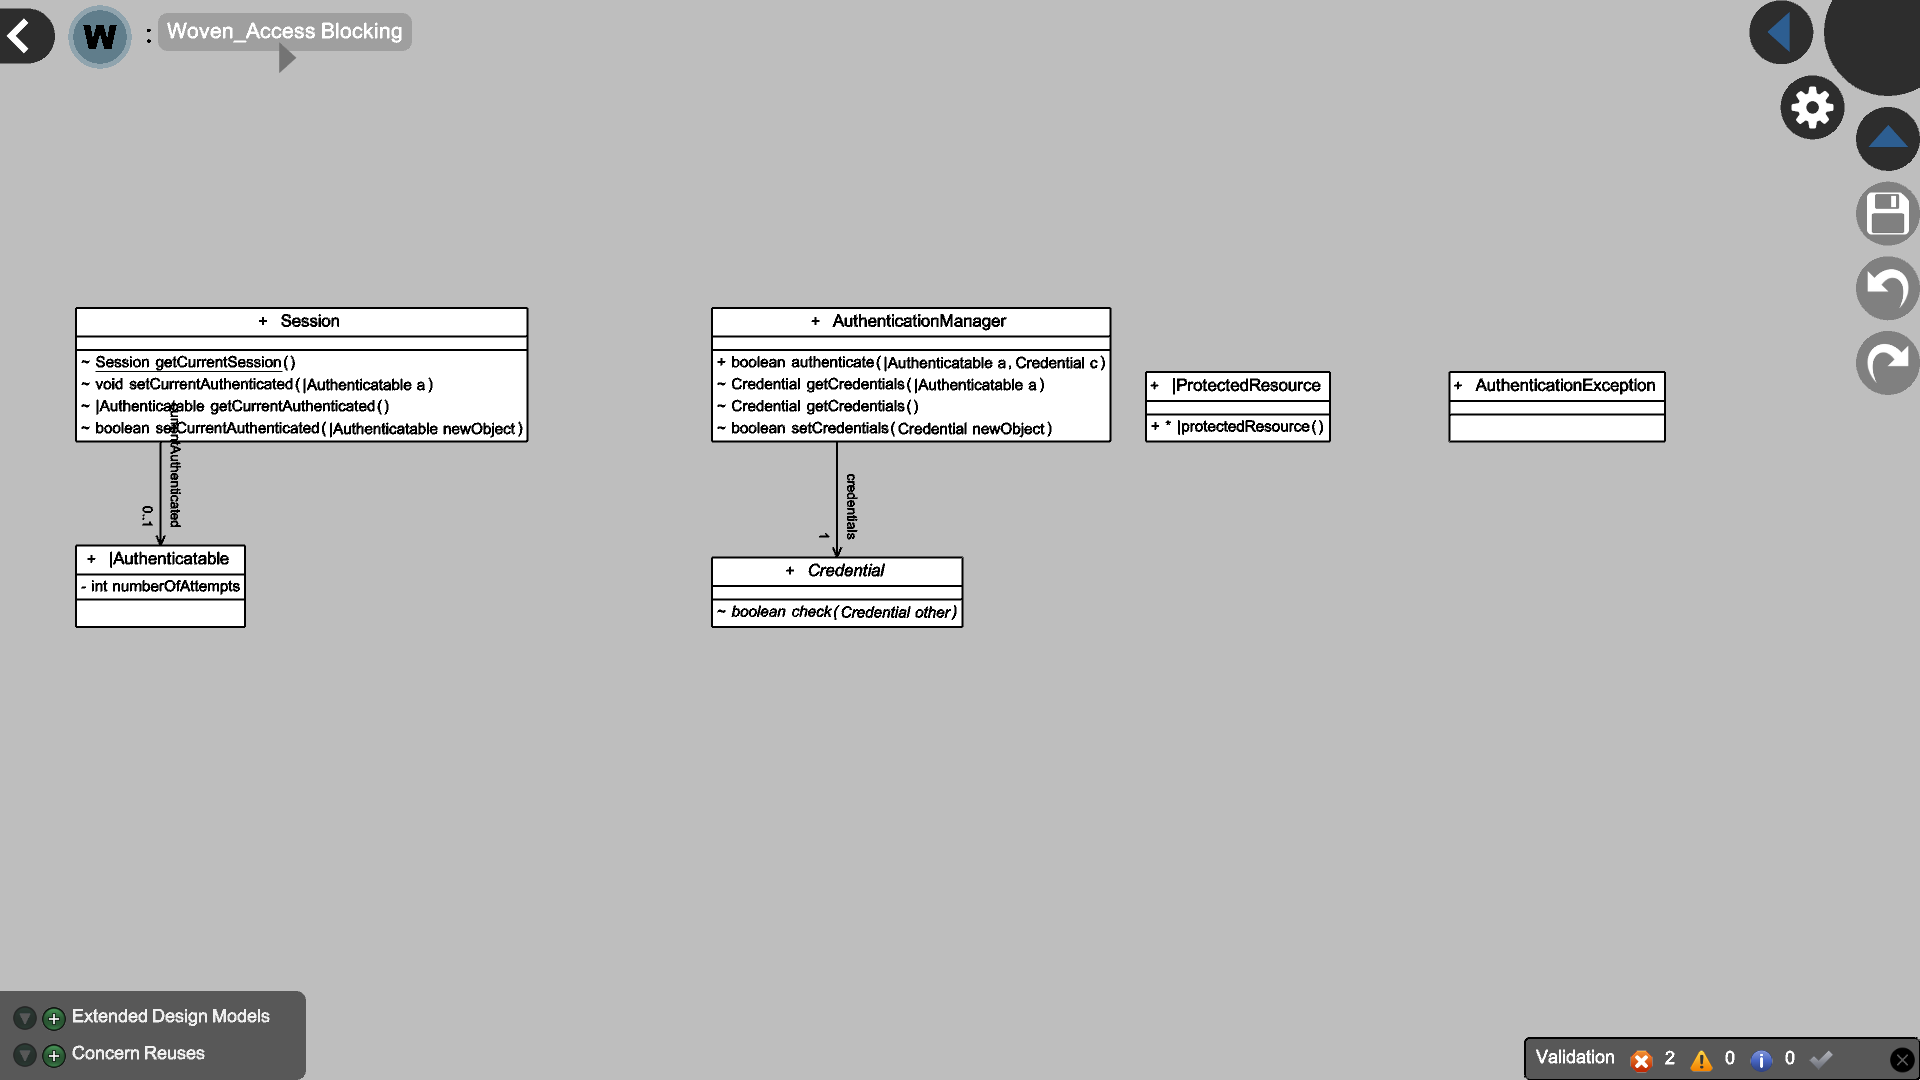 W : Woven_Access Blocking
+ Session
~ Session getCurrentSession()
~ void setCurrentAuthenticated(|Authenticatable a)
~ |Authenticatable getCurrentAuthenticated()
~ boolean setCurrentAuthenticated(|Authenticatable newObject)
currentAuthenticated
0..1
+ |Authenticatable
- int numberOfAttempts
+ AuthenticationManager
+ boolean authenticate(|Authenticatable a, Credential c)
~ Credential getCredentials(|Authenticatable a)
~ Credential getCredentials()
~ boolean setCredentials(Credential newObject)
credentials
1
+ Credential
~ boolean check(Credential other)
+ |ProtectedResource
+ * |protectedResource()
+ AuthenticationException
Extended Design Models
Concern Reuses
Validation 2 0 0